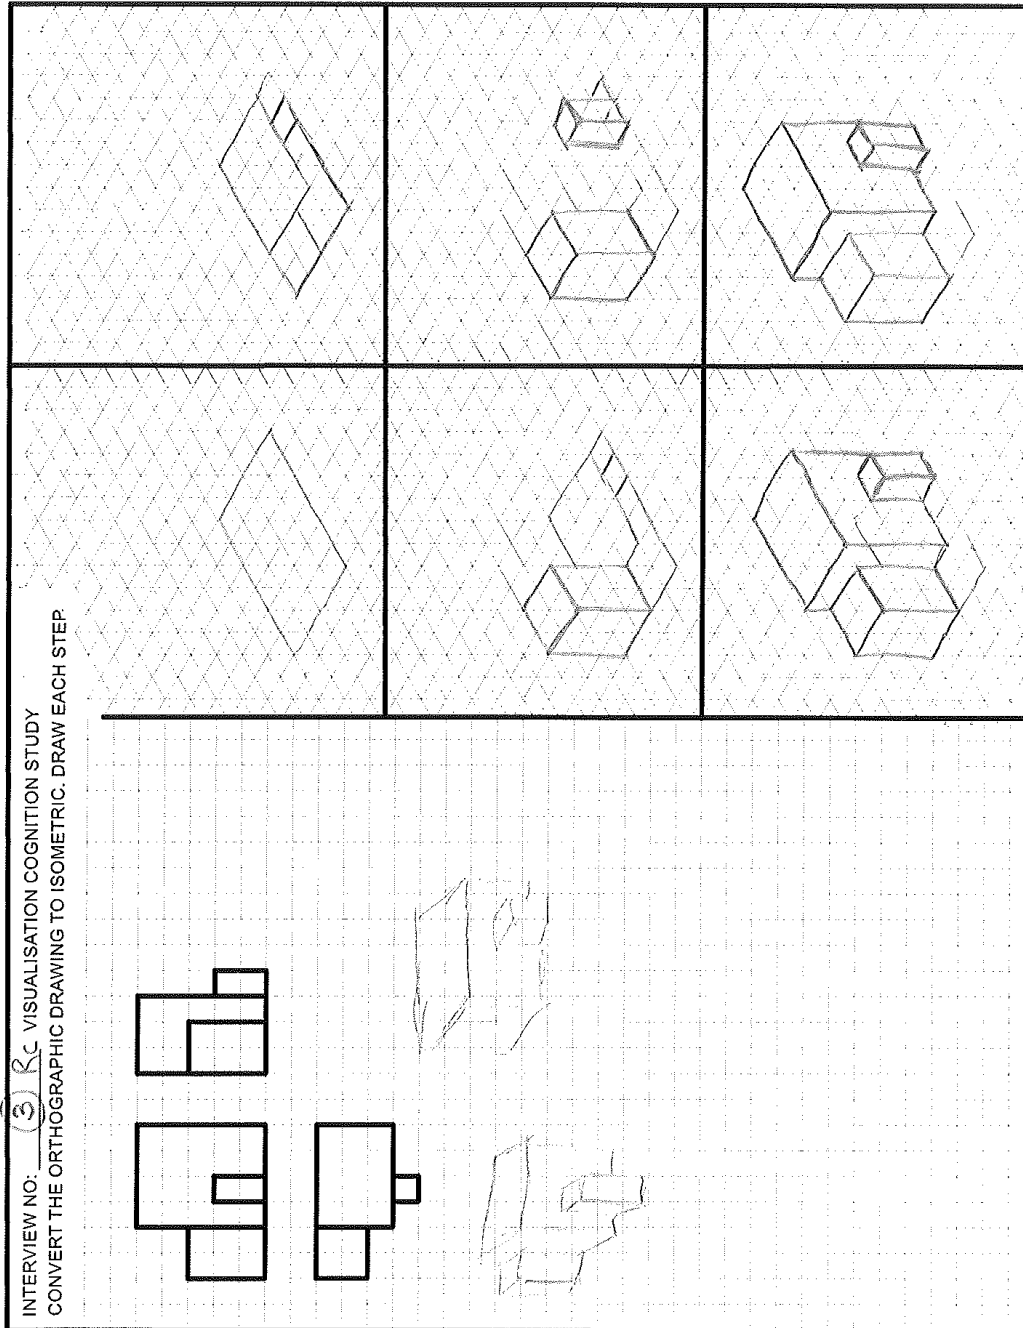 INTERVIEW NO: 3 Rc VISUALISATION COGNITION STUDY
CONVERT THE ORTHOGRAPHIC DRAWING TO ISOMETRIC. DRAW EACH STEP.